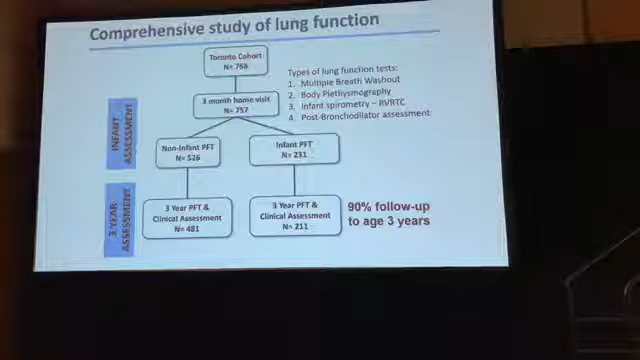 Comprehensive study of lung function
Toronto Cohort
N= 768
Types of lung function tests:
1. Multiple Breath Washout
2. Body Plethysmography
3. Infant spirometry – RVRTC
4. Post-Bronchodilator assessment
3 month home visit
N= 757
INFANT
ASSESSMENT
Non-Infant PFT
N= 526
Infant PFT
N= 231
3 YEAR
ASSESSMENT
3 Year PFT &
Clinical Assessment
N= 481
3 Year PFT &
Clinical Assessment
N= 211
90% follow-up
to age 3 years